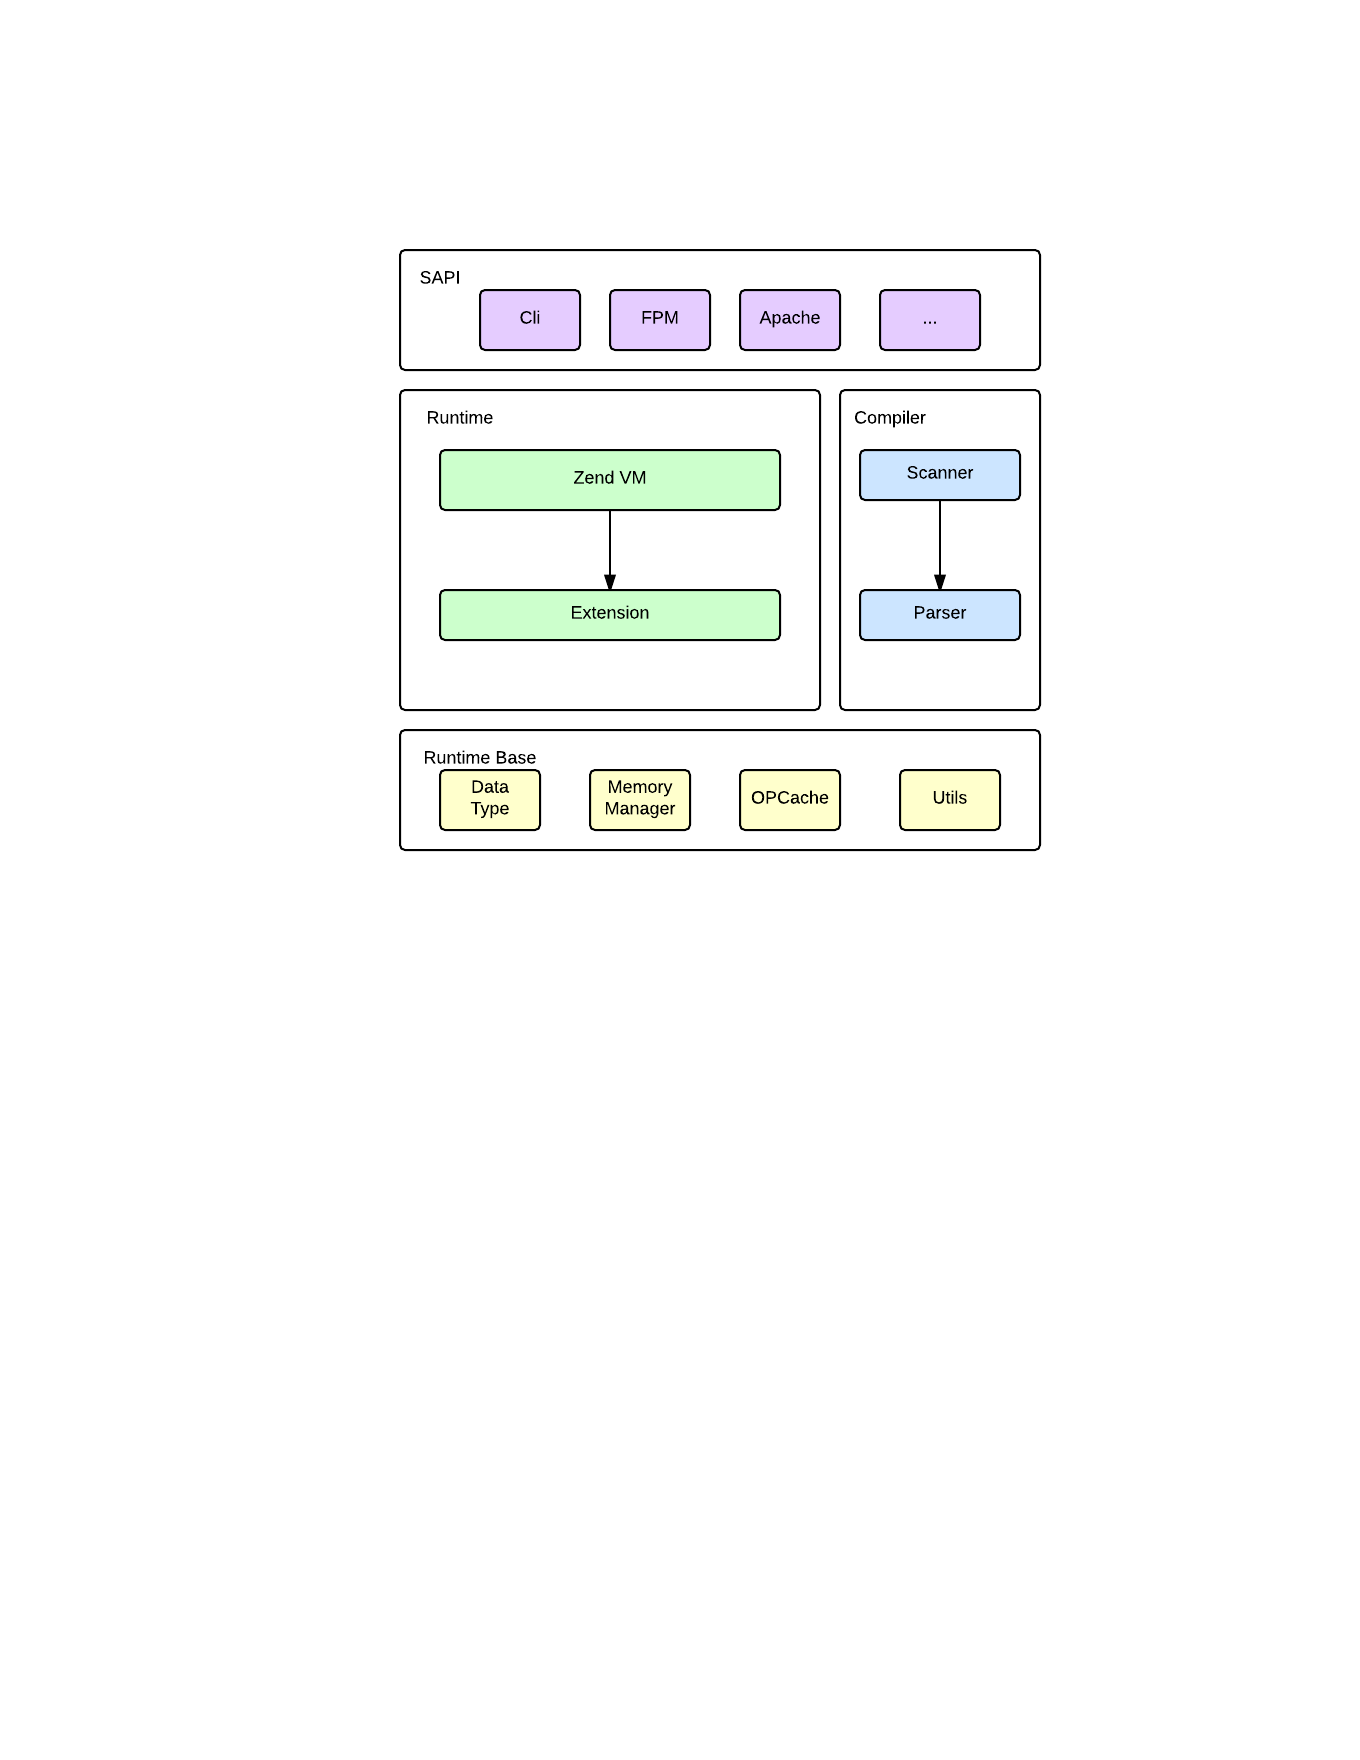 SAPI
Cli
FPM
Apache
...
Runtime
Zend VM
Extension
Compiler
Scanner
Parser
Runtime Base
Data
Type
Memory
Manager
OPCache
Utils